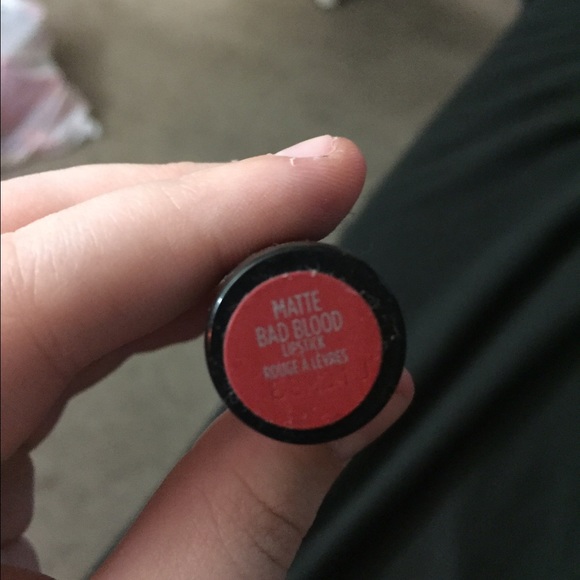 MATTE
BAD BLOOD
LIPSTICK
ROUGE À LÈVRES